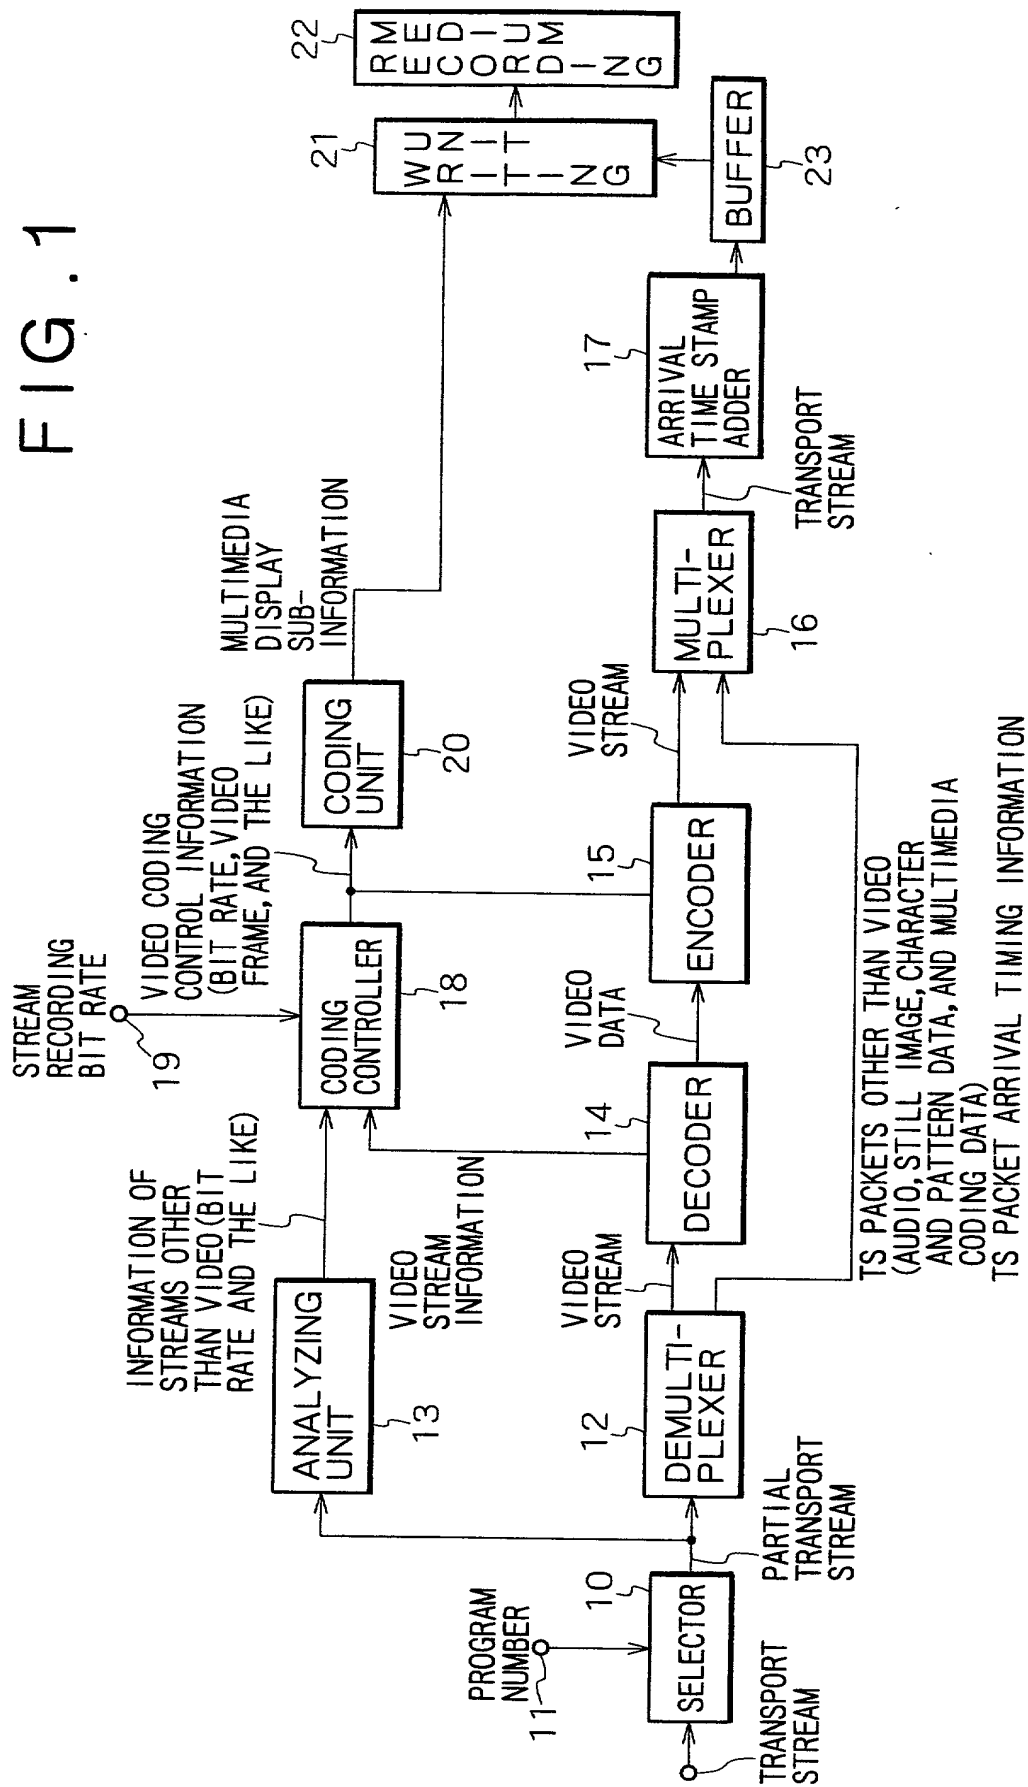 FIG. 1
STREAM
RECORDING
BIT RATE
19
VIDEO CODING
CONTROL INFORMATION
(BIT RATE, VIDEO
FRAME, AND THE LIKE)
MULTIMEDIA
DISPLAY
SUB-
INFORMATION
INFORMATION OF
STREAMS OTHER
THAN VIDEO (BIT
RATE AND THE LIKE)
ANALYZING
UNIT
13
CODING
CONTROLLER
18
CODING
UNIT
20
WRITING
UNIT
21
RECORDING
MEDIUM
22
VIDEO
STREAM
INFORMATION
PROGRAM
NUMBER
11
SELECTOR
10
TRANSPORT
STREAM
PARTIAL
TRANSPORT
STREAM
DEMULTI-
PLEXER
12
VIDEO
STREAM
DECODER
14
VIDEO
DATA
ENCODER
15
VIDEO
STREAM
MULTI-
PLEXER
16
TRANSPORT
STREAM
ARRIVAL
TIME STAMP
ADDER
17
BUFFER
23
TS PACKETS OTHER THAN VIDEO
(AUDIO, STILL IMAGE, CHARACTER
AND PATTERN DATA, AND MULTIMEDIA
CODING DATA)
TS PACKET ARRIVAL TIMING INFORMATION